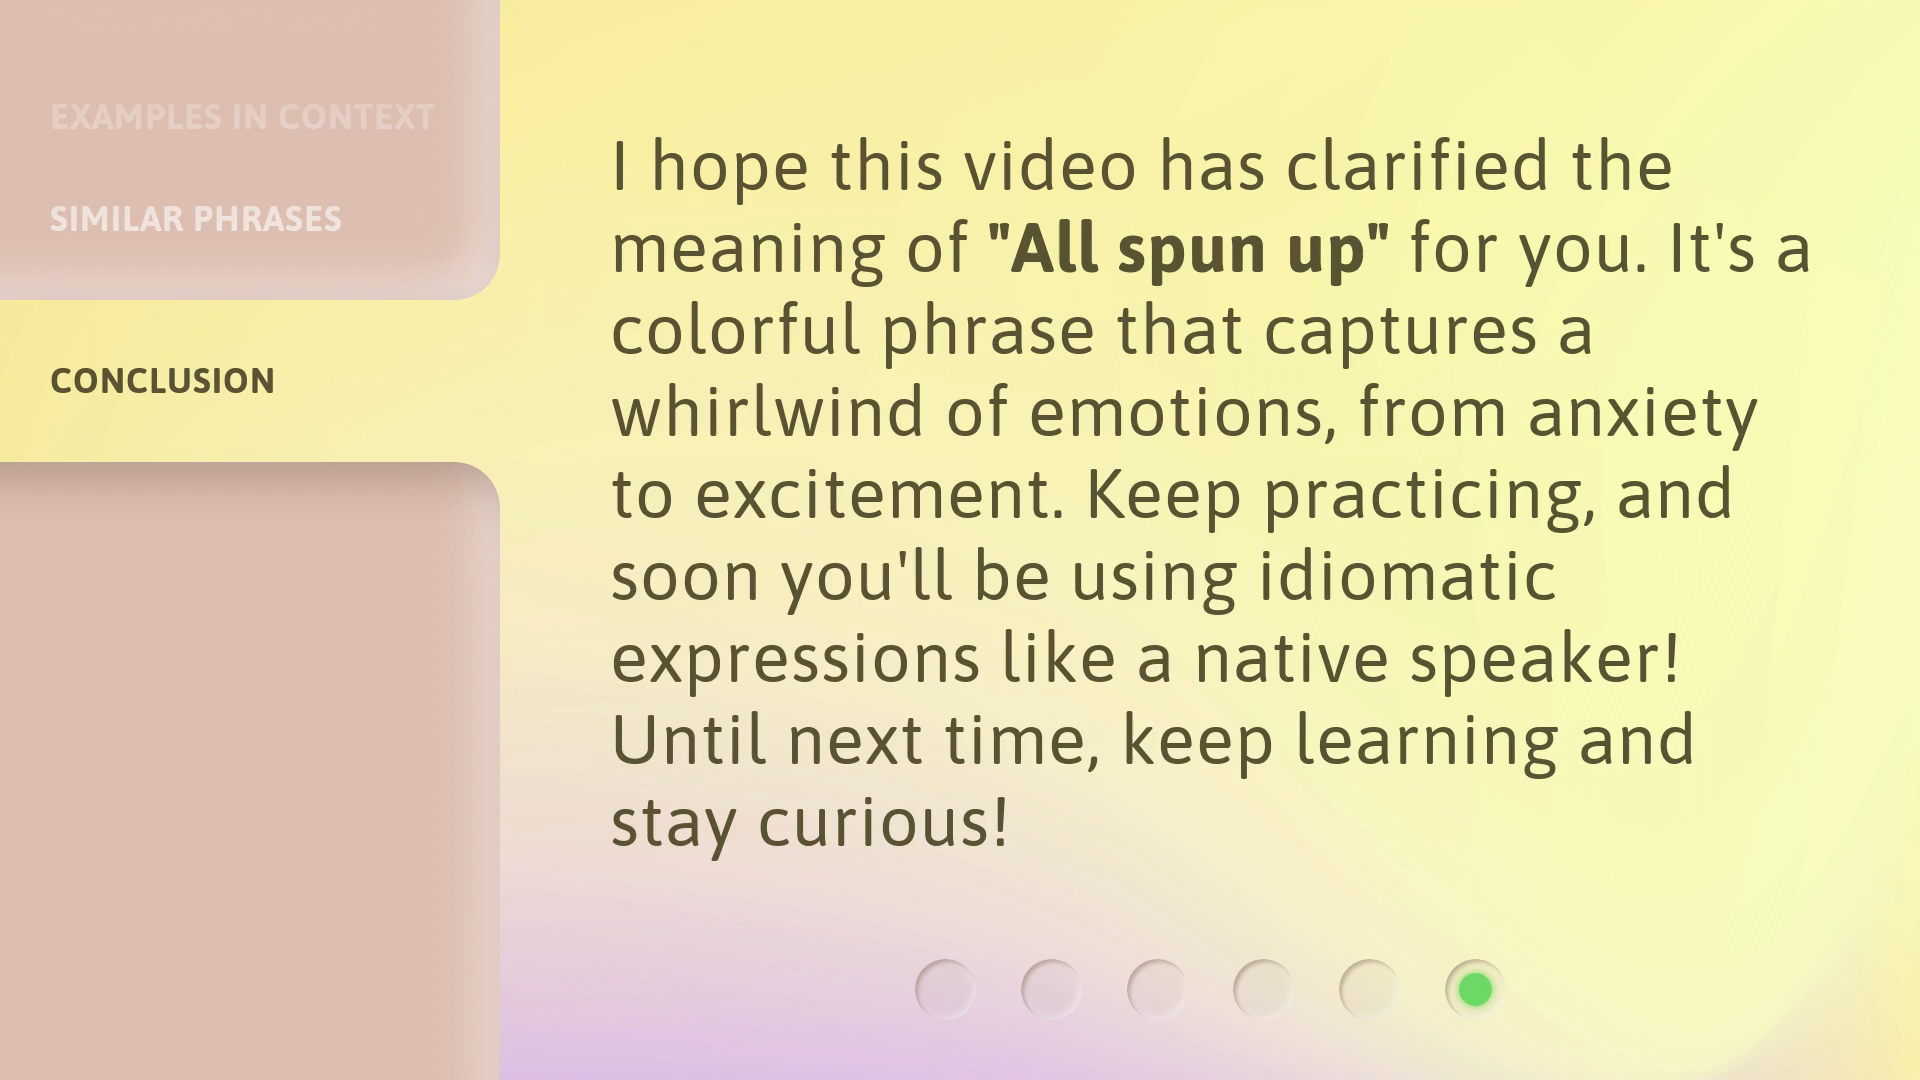 EXAMPLES IN CONTEXT
SIMILAR PHRASES
CONCLUSION
I hope this video has clarified the
meaning of "All spun up" for you. It's a
colorful phrase that captures a
whirlwind of emotions, from anxiety
to excitement. Keep practicing, and
soon you'll be using idiomatic
expressions like a native speaker!
Until next time, keep learning and
stay curious!